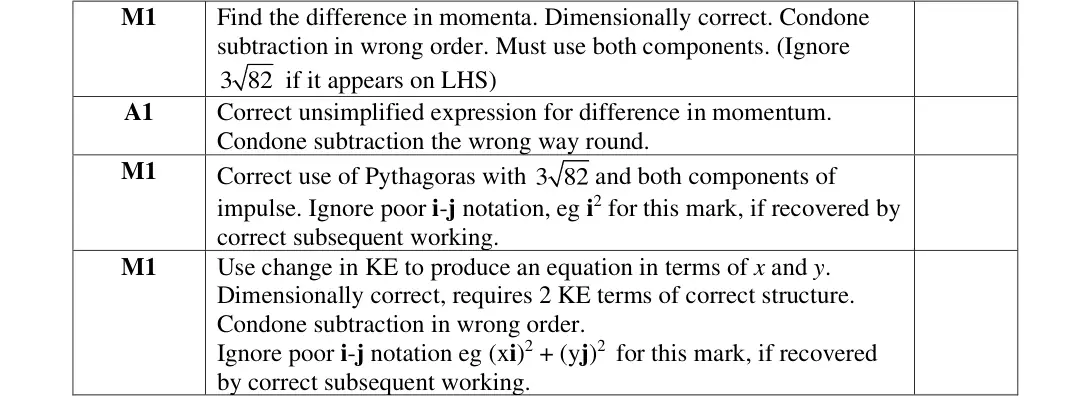 M1 Find the difference in momenta. Dimensionally correct. Condone
subtraction in wrong order. Must use both components. (Ignore
3√82 if it appears on LHS)
A1 Correct unsimplified expression for difference in momentum.
Condone subtraction the wrong way round.
M1 Correct use of Pythagoras with 3√82 and both components of
impulse. Ignore poor i-j notation, eg i² for this mark, if recovered by
correct subsequent working.
M1 Use change in KE to produce an equation in terms of x and y.
Dimensionally correct, requires 2 KE terms of correct structure.
Condone subtraction in wrong order.
Ignore poor i-j notation eg (xi)² + (yj)² for this mark, if recovered
by correct subsequent working.